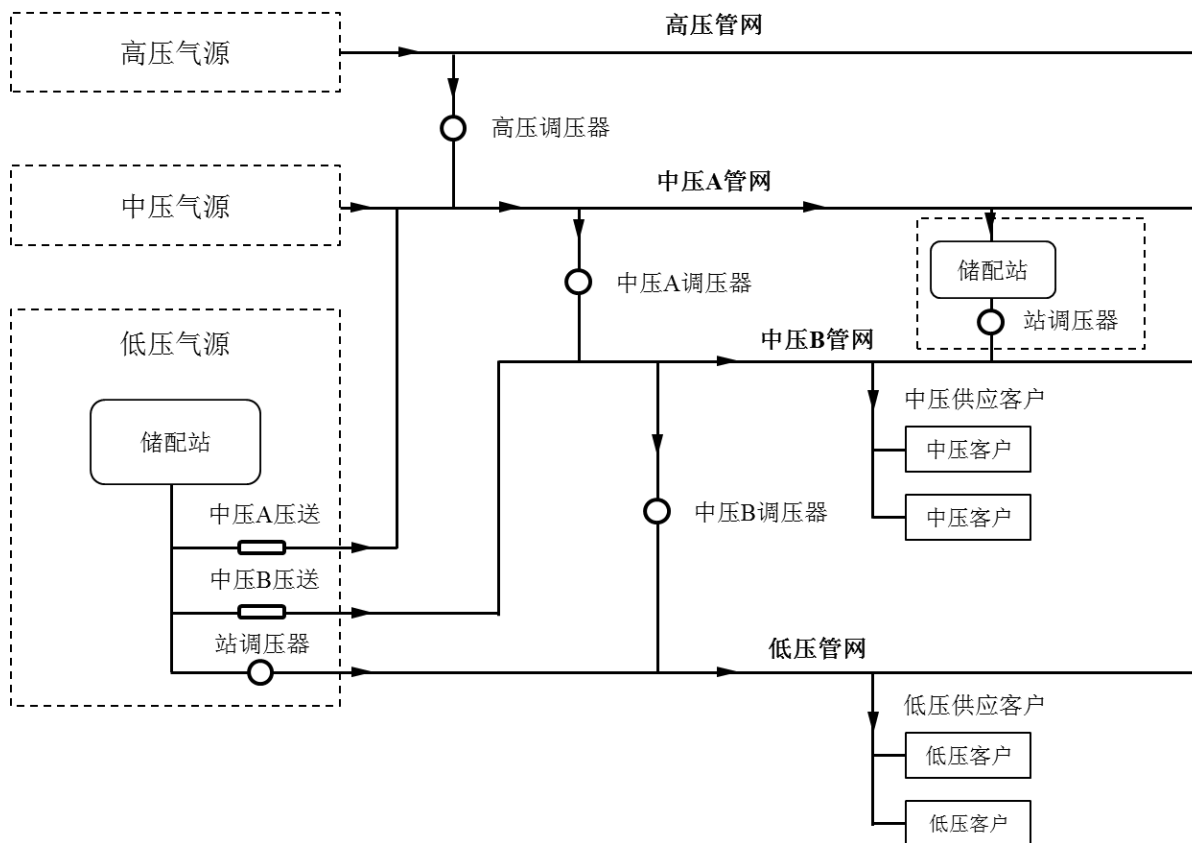 高压管网
高压气源
高压调压器
中压A管网
中压气源
储配站
中压A调压器
站调压器
低压气源
中压B管网
中压供应客户
储配站
中压客户
中压A压送
中压B调压器
中压客户
中压B压送
站调压器
低压管网
低压供应客户
低压客户
低压客户